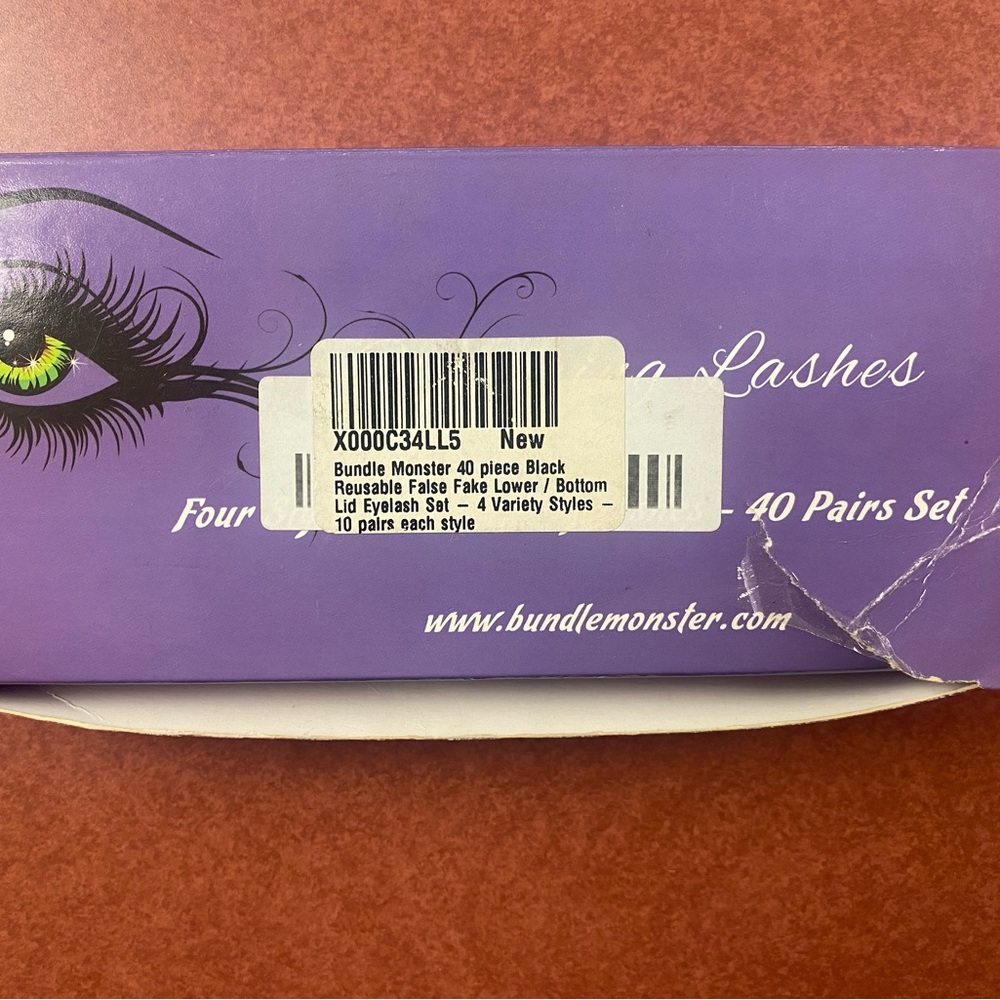 Lashes
X000C34LL5 New
Bundle Monster 40 piece Black
Reusable False Fake Lower / Bottom
Lid Eyelash Set – 4 Variety Styles –
10 pairs each style
Four - 40 Pairs Set
www.bundlemonster.com